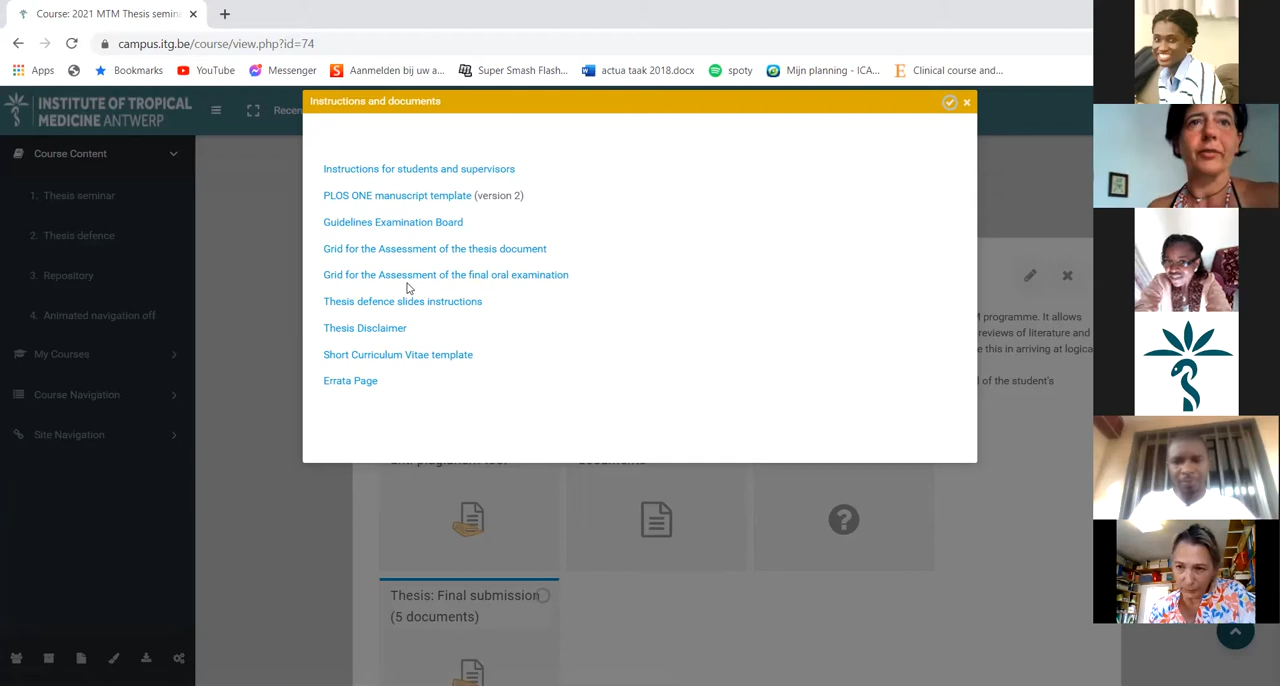 Course: 2021 MTM Thesis semina
campus.itg.be/course/view.php?id=74
Apps
Bookmarks
YouTube
Messenger
Aanmelden bij uw a...
Super Smash Flash...
actua taak 2018.docx
spoty
Mijn planning - ICA...
Clinical course and...
INSTITUTE OF TROPICAL
MEDICINE ANTWERP
Recen
Instructions and documents
Instructions for students and supervisors
PLOS ONE manuscript template (version 2)
Guidelines Examination Board
Grid for the Assessment of the thesis document
Grid for the Assessment of the final oral examination
Thesis defence slides instructions
Thesis Disclaimer
Short Curriculum Vitae template
Errata Page
Course Content
1. Thesis seminar
2. Thesis defence
3. Repository
4. Animated navigation off
My Courses
Course Navigation
Site Navigation
M programme. It allows
reviews of literature and
e this in arriving at logica
l of the student's
Thesis: Final submission
(5 documents)